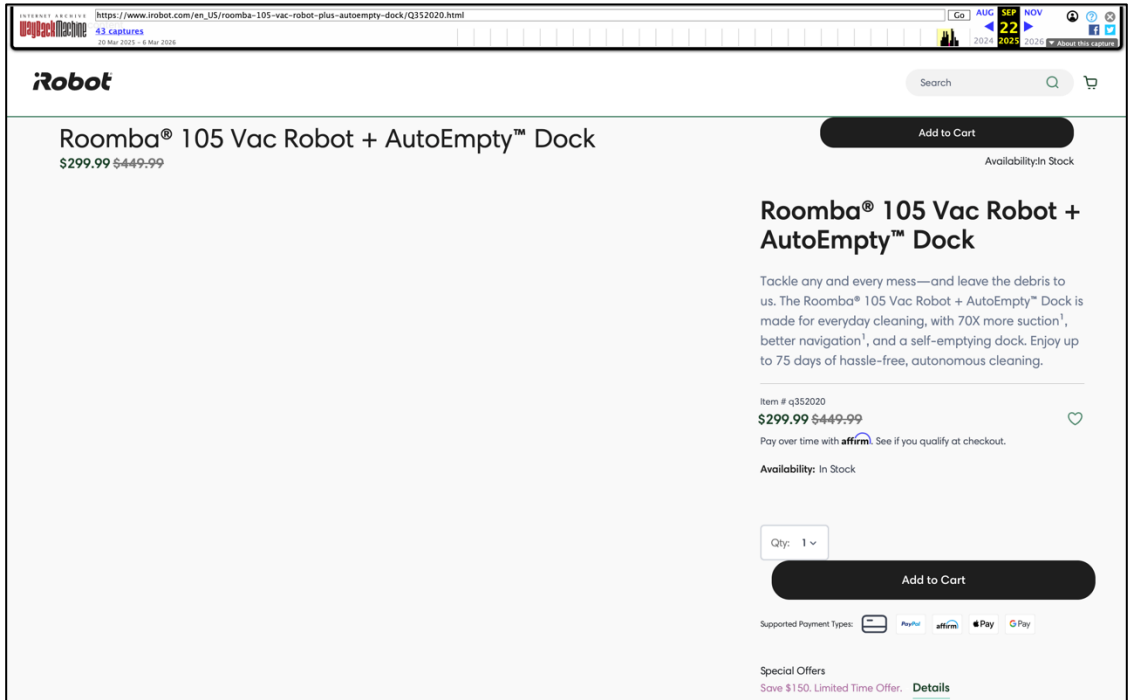 INTERNET ARCHIVE
WayBackMachine
https://www.irobot.com/en_US/roomba-105-vac-robot-plus-autoempty-dock/Q352020.html
Go
43 captures
20 Mar 2025 – 6 Mar 2026
AUG SEP NOV
22
2024 2025 2026
f
▼ About this capture
iRobot
Search
Roomba® 105 Vac Robot + AutoEmpty™ Dock
$299.99 $449.99
Add to Cart
Availability:In Stock
Roomba® 105 Vac Robot +
AutoEmpty™ Dock
Tackle any and every mess—and leave the debris to
us. The Roomba® 105 Vac Robot + AutoEmpty™ Dock is
made for everyday cleaning, with 70X more suction¹,
better navigation¹, and a self-emptying dock. Enjoy up
to 75 days of hassle-free, autonomous cleaning.
Item # q352020
$299.99 $449.99
Pay over time with affirm. See if you qualify at checkout.
Availability: In Stock
Qty: 1
Add to Cart
Supported Payment Types: PayPal affirm Pay G Pay
Special Offers
Save $150. Limited Time Offer. Details